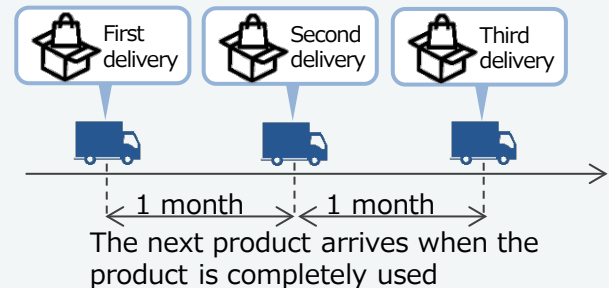 First
delivery
Second
delivery
Third
delivery
1 month
1 month
The next product arrives when the
product is completely used